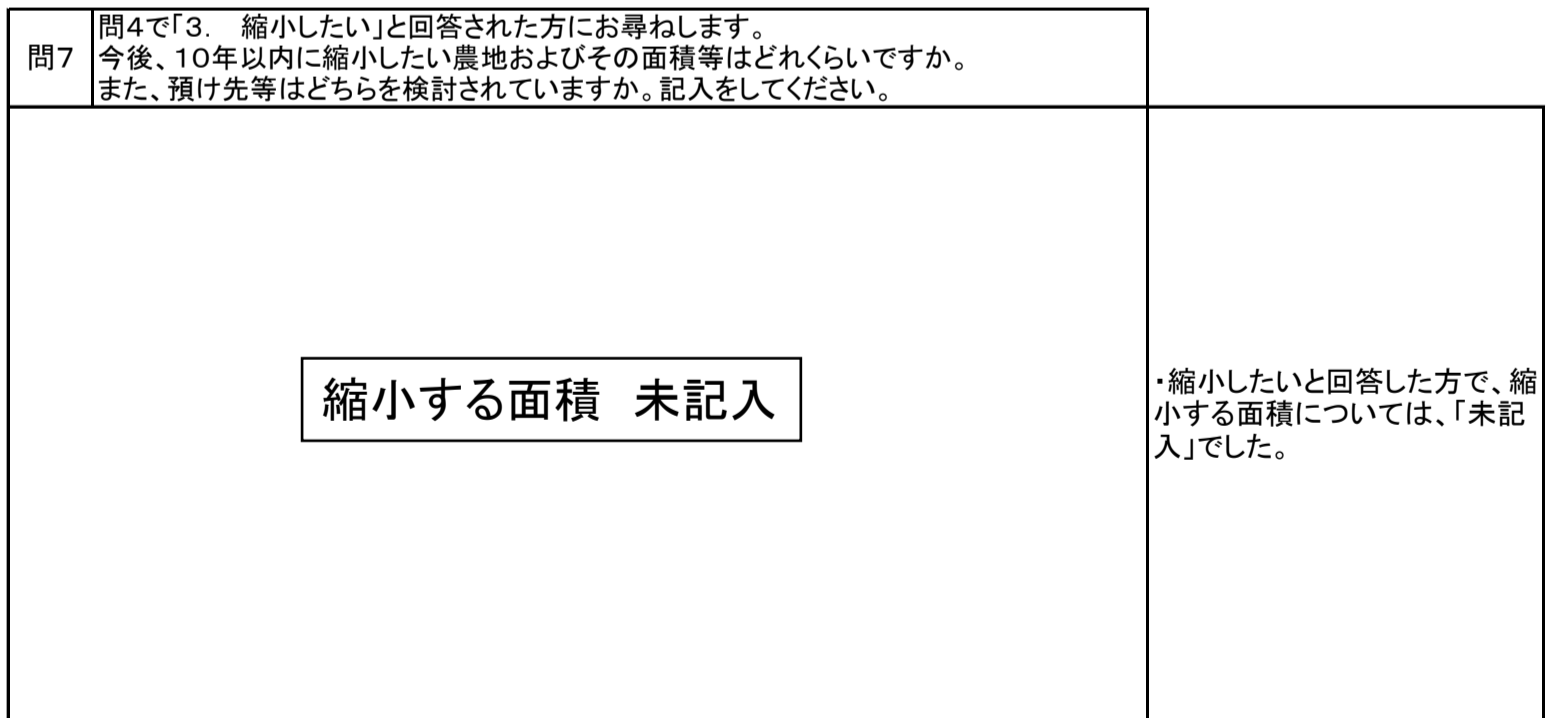 問7
問4で「3.　縮小したい」と回答された方にお尋ねします。
今後、10年以内に縮小したい農地およびその面積等はどれくらいですか。
また、預け先等はどちらを検討されていますか。記入をしてください。
縮小する面積　未記入
・縮小したいと回答した方で、縮
小する面積については、「未記
入」でした。